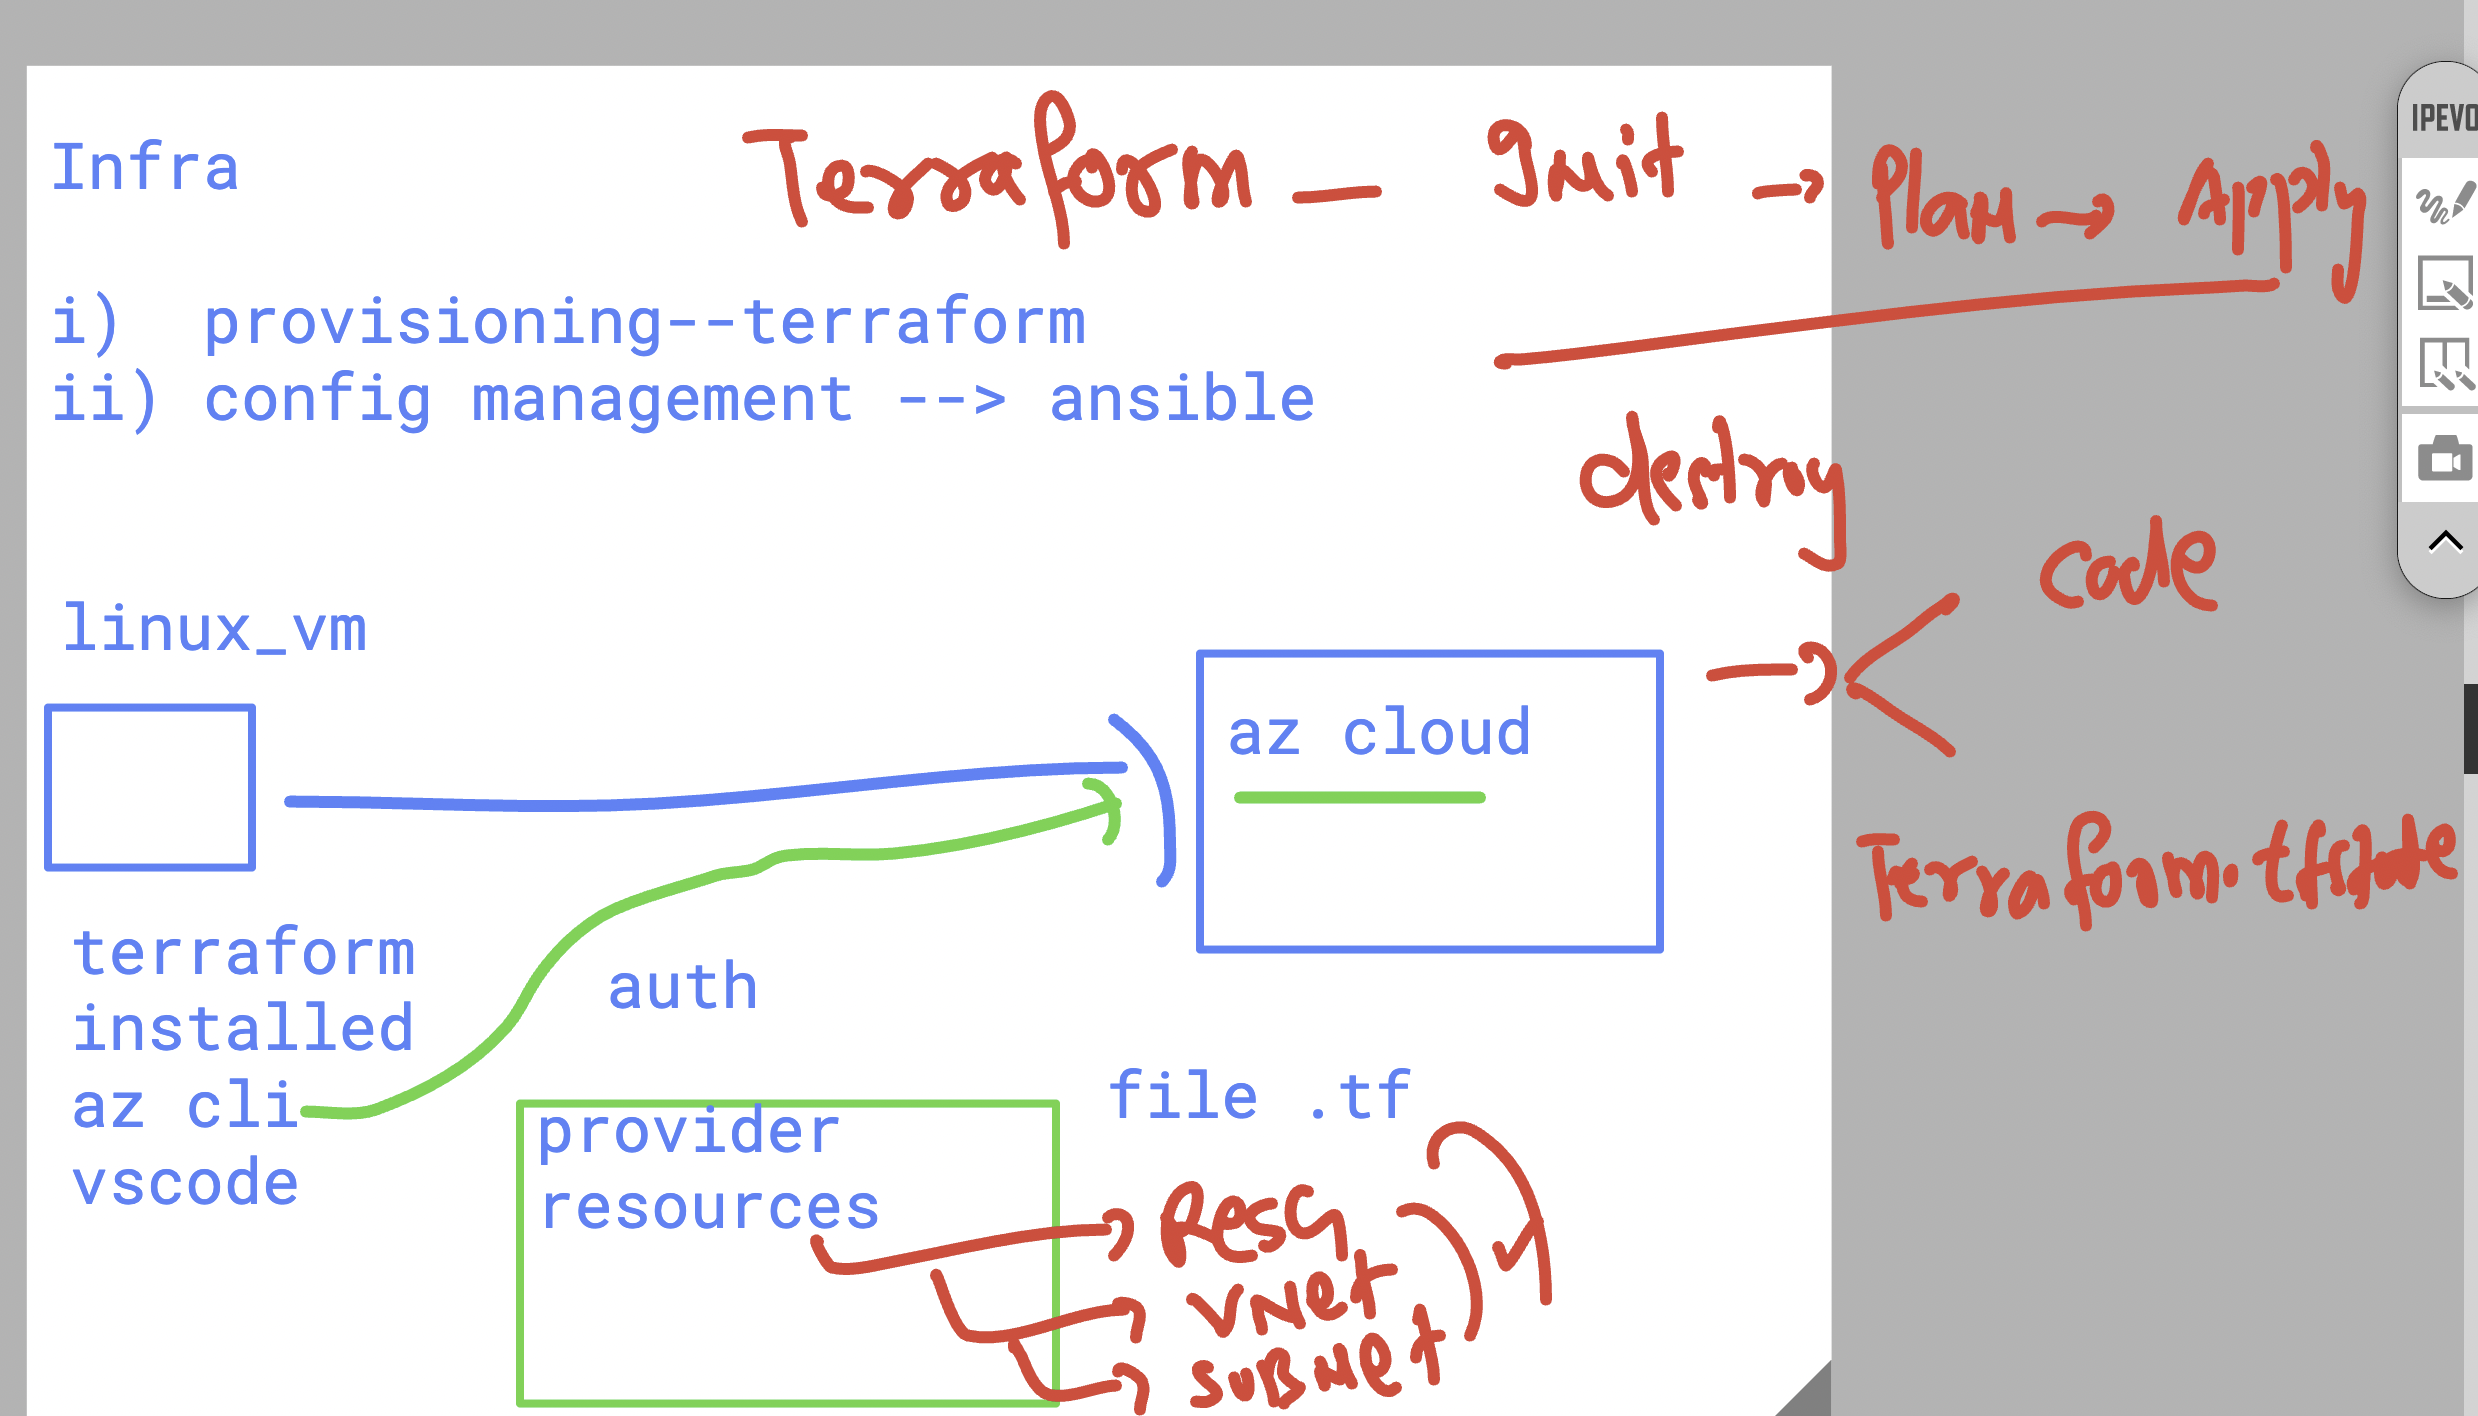 Infra
Terraform — Init → Plan → Apply
i) provisioning--terraform
ii) config management --> ansible
destroy
code
linux_vm
az cloud
Terraform.tfstate
terraform
installed
az cli
vscode
auth
file .tf
provider
resources
ResG
VNet
subnet
IPEVO